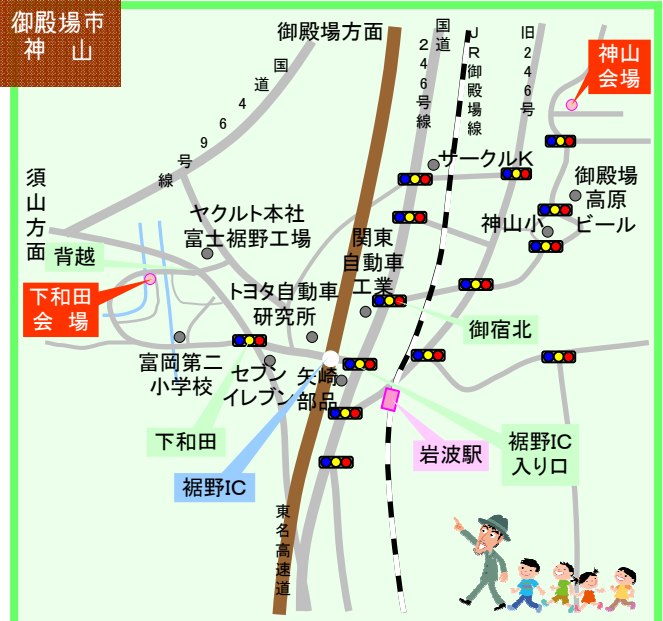 御殿場市
神　山
御殿場方面
国道
246号線
JR御殿場線
旧246号
神山
会場
国道469号線
サークルK
御殿場
高原
ビール
神山小
須山方面
ヤクルト本社
富士裾野工場
関東
自動車
工業
背越
下和田
会　場
トヨタ自動車
研究所
御宿北
富岡第二
小学校
セブン
イレブン
矢崎
部品
下和田
裾野IC
岩波駅
裾野IC
入り口
東名高速道